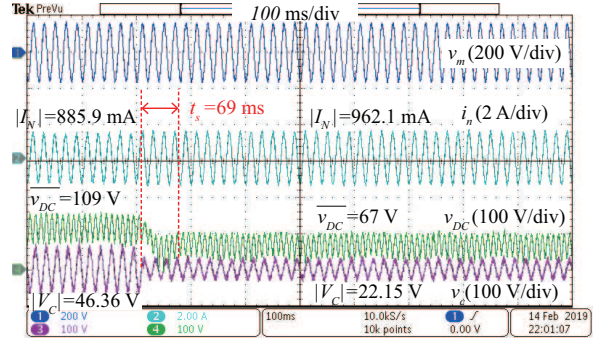 Tek PreVu
100 ms/div
1
v_m (200 V/div)
|I_N|=885.9 mA
t_s =69 ms
|I_N|=962.1 mA
i_n (2 A/div)
2
v_DC=109 V
v_DC=67 V
v_DC (100 V/div)
|V_C|=46.36 V
|V_C|=22.15 V
v_c (100 V/div)
1 200 V
2 2.00 A
3 100 V
4 100 V
100ms
10.0kS/s
10k points
1
0.00 V
14 Feb 2019
22:01:07